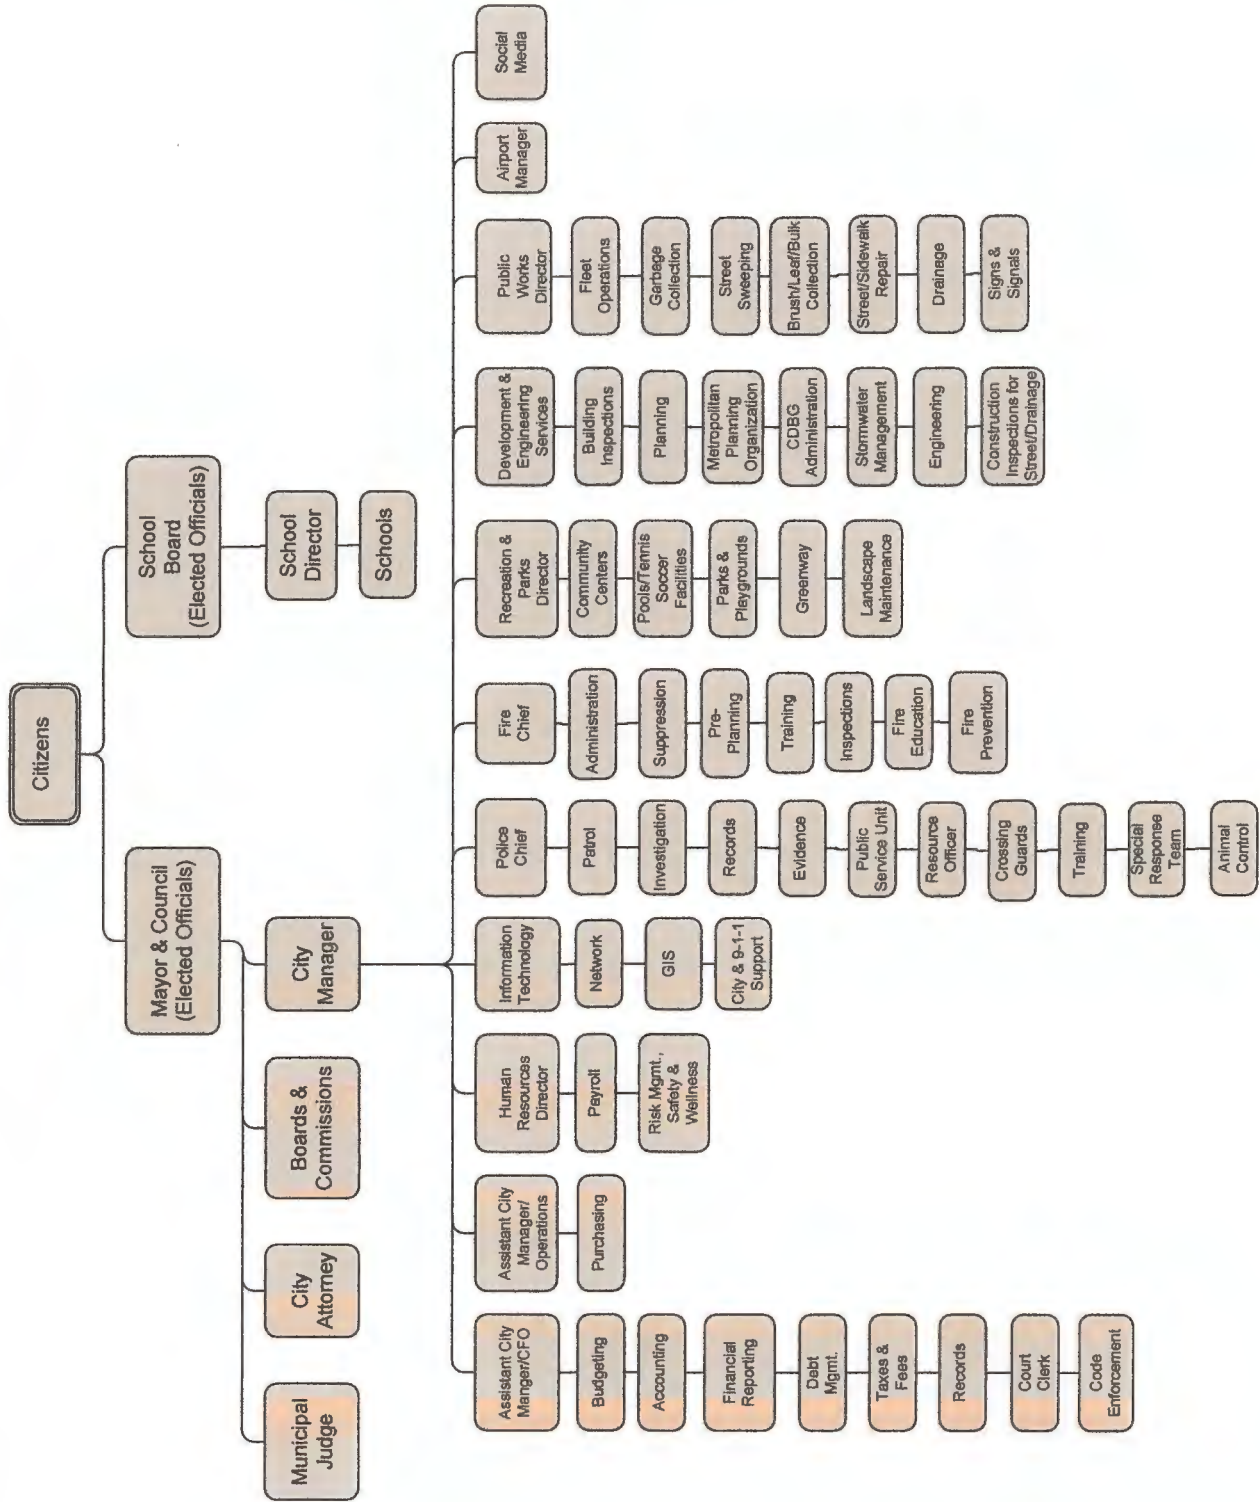 Citizens
Mayor & Council
(Elected Officials)
School
Board
(Elected Officials)
Municipal
Judge
City
Attorney
Boards &
Commissions
City
Manager
School
Director
Schools
Assistant City
Manger/CFO
Budgeting
Accounting
Financial
Reporting
Debt
Mgmt.
Taxes &
Fees
Records
Court
Clerk
Code
Enforcement
Assistant City
Manager/
Operations
Purchasing
Human
Resources
Director
Payroll
Risk Mgmt.,
Safety &
Wellness
Information
Technology
Network
GIS
City & 9-1-1
Support
Police
Chief
Patrol
Investigation
Records
Evidence
Public
Service Unit
Resource
Officer
Crossing
Guards
Training
Special
Response
Team
Animal
Control
Fire
Chief
Administration
Suppression
Pre-
Planning
Training
Inspections
Fire
Education
Fire
Prevention
Recreation &
Parks
Director
Community
Centers
Pools/Tennis
Soccer
Facilities
Parks &
Playgrounds
Greenway
Landscape
Maintenance
Development &
Engineering
Services
Building
Inspections
Planning
Metropolitan
Planning
Organization
CDBG
Administration
Stormwater
Management
Engineering
Construction
Inspections for
Street/Drainage
Public
Works
Director
Fleet
Operations
Garbage
Collection
Street
Sweeping
Brush/Leaf/Bulk
Collection
Street/Sidewalk
Repair
Drainage
Signs &
Signals
Airport
Manager
Social
Media